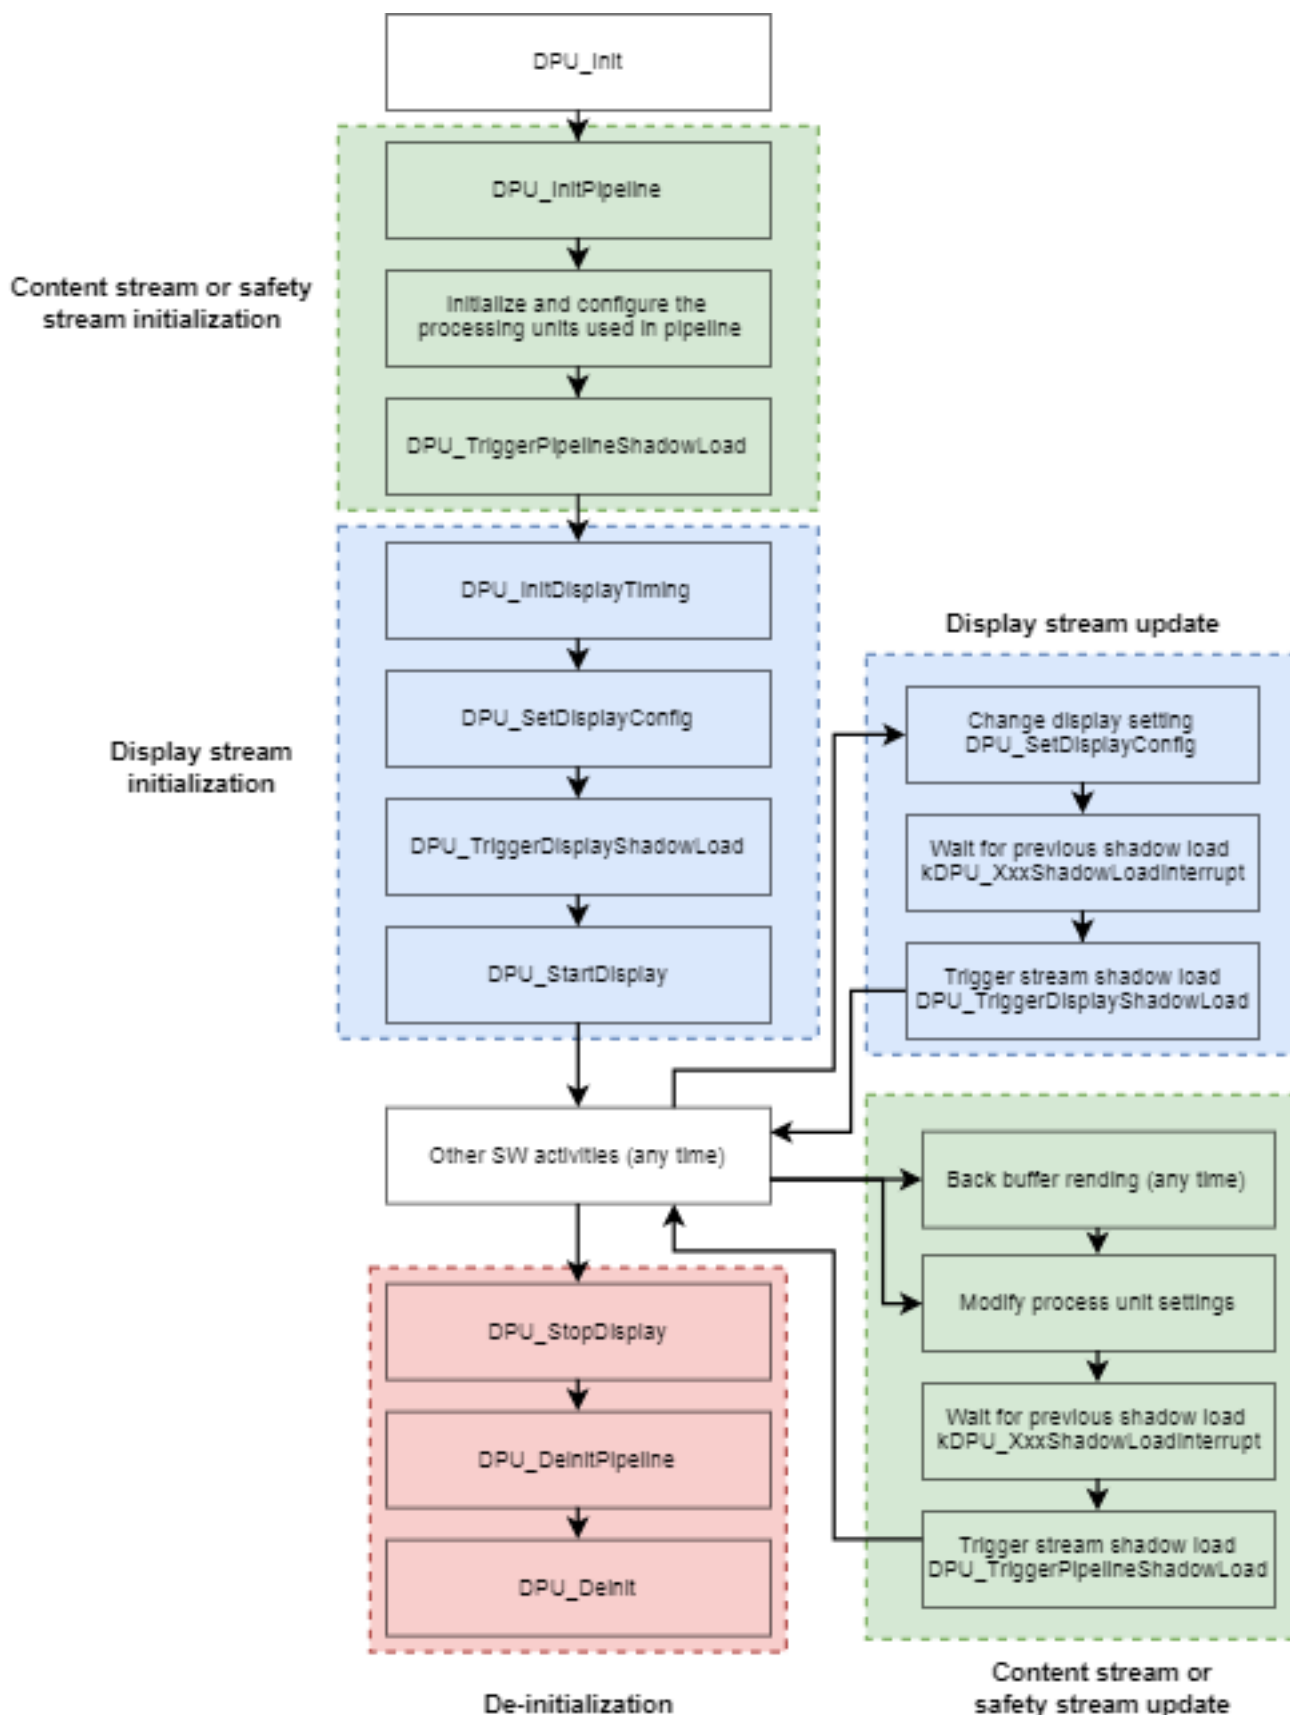 DPU_Init
DPU_InitPipeline
Content stream or safety
stream initialization
Initialize and configure the
processing units used in pipeline
DPU_TriggerPipelineShadowLoad
DPU_InitDisplayTiming
Display stream update
DPU_SetDisplayConfig
Change display setting
DPU_SetDisplayConfig
Display stream
initialization
DPU_TriggerDisplayShadowLoad
Wait for previous shadow load
kDPU_XxxShadowLoadInterrupt
DPU_StartDisplay
Trigger stream shadow load
DPU_TriggerDisplayShadowLoad
Other SW activities (any time)
Back buffer rending (any time)
Modify process unit settings
DPU_StopDisplay
Wait for previous shadow load
kDPU_XxxShadowLoadInterrupt
DPU_DeinitPipeline
Trigger stream shadow load
DPU_TriggerPipelineShadowLoad
DPU_Deinit
De-initialization
Content stream or
safety stream update